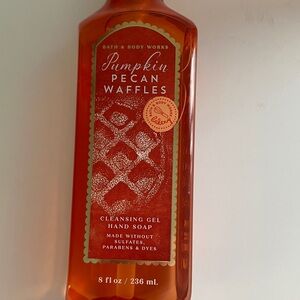 BATH & BODY WORKS
Pumpkin
PECAN
WAFFLES
CLEANSING GEL
HAND SOAP
MADE WITHOUT
SULFATES,
PARABENS & DYES
8 fl oz / 236 mL